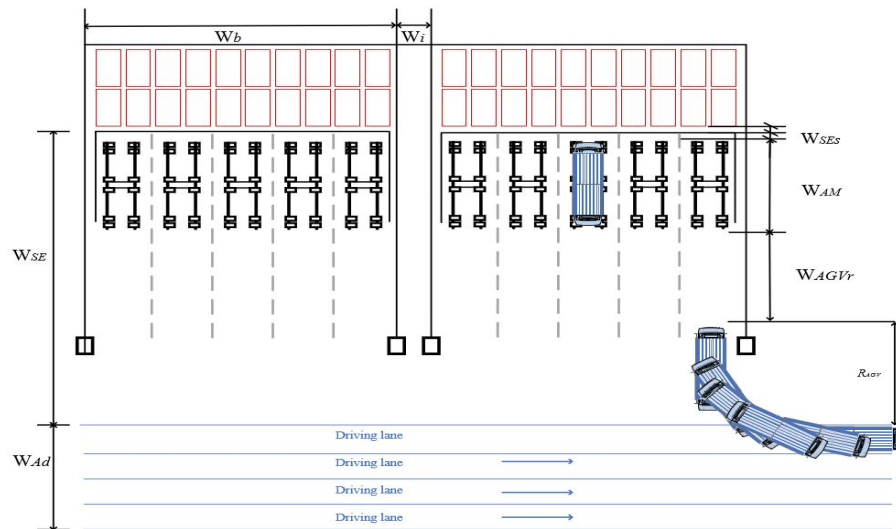 Wb
Wi
WSEs
WAM
WSE
WAGVr
RAGV
Driving lane
WAd
Driving lane
Driving lane
Driving lane